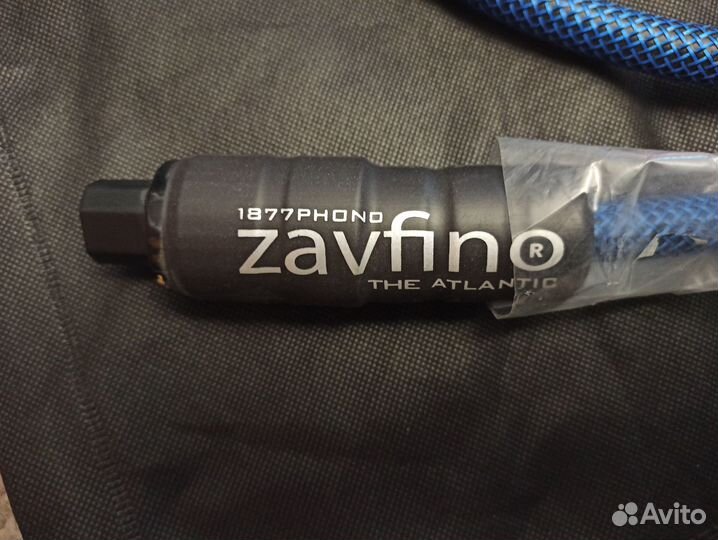 1877PHONO
zavfino®
THE ATLANTIC
Avito